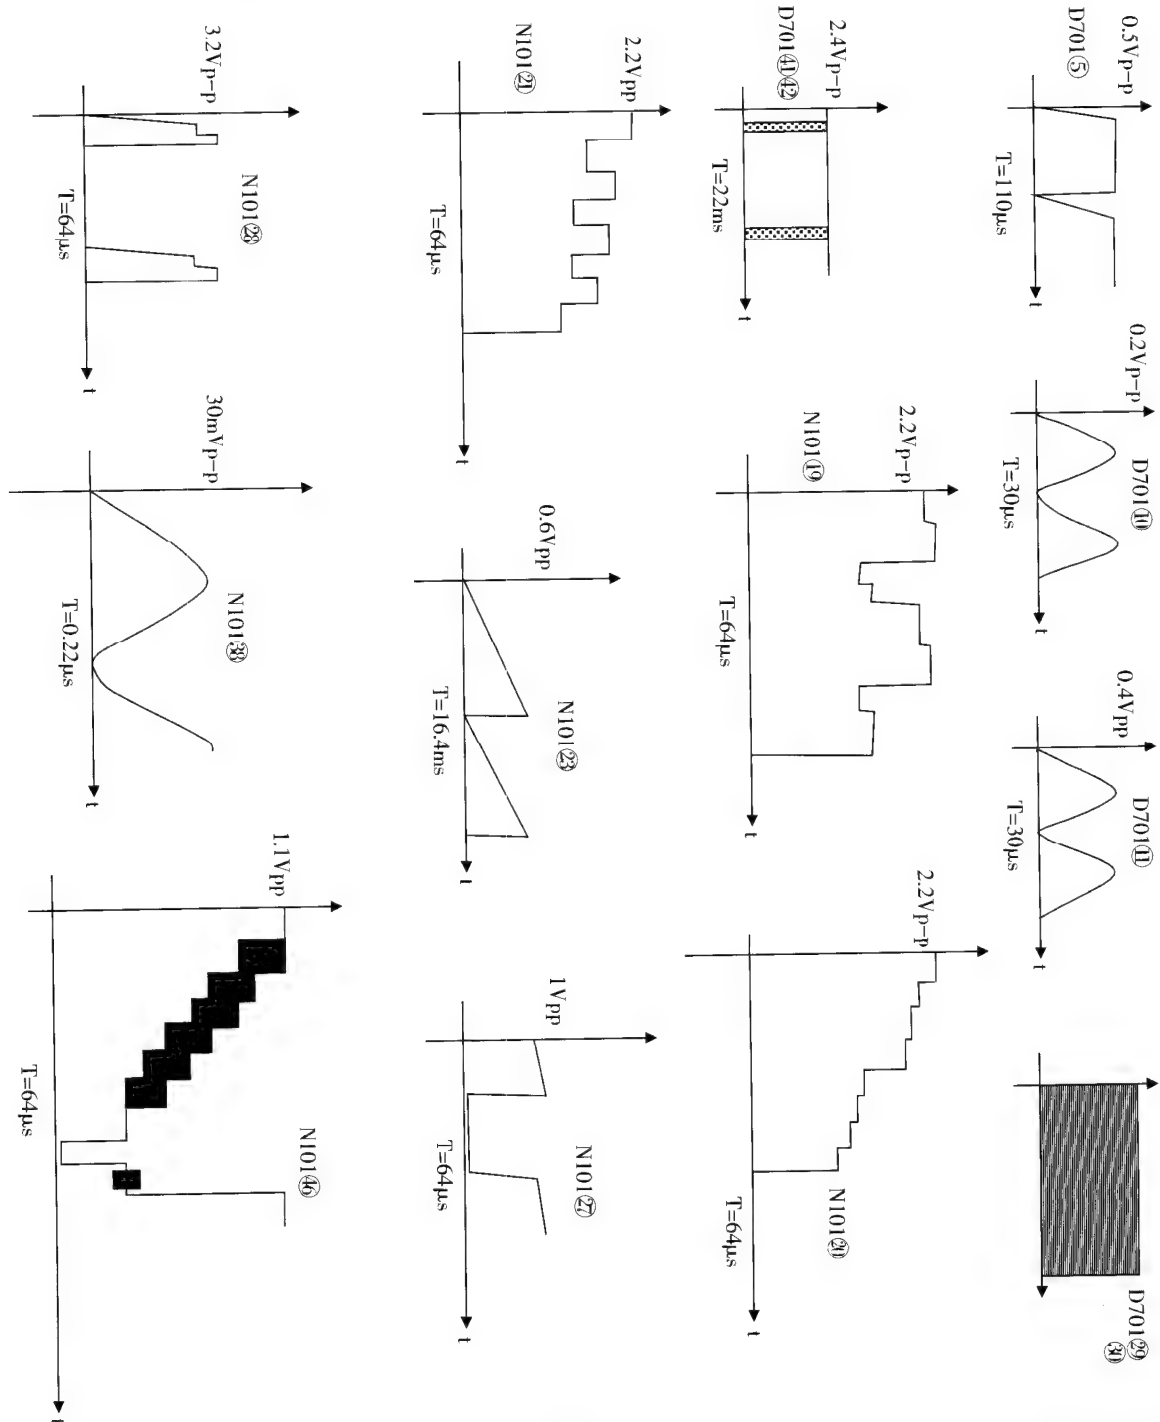 0.5Vp-p
D701⑤
T=110μs
0.2Vp-p
D701⑩
T=30μs
t
0.4Vpp
D701⑪
T=30μs
t
D701㉙
㉚
2.4Vp-p
D701㊶㊷
T=22ms
t
2.2Vp-p
N101⑲
T=64μs
t
2.2Vp-p
N101⑳
T=64μs
t
2.2Vpp
N101㉑
T=64μs
t
0.6Vpp
N101㉓
T=16.4ms
t
1Vpp
N101㉗
T=64μs
t
3.2Vp-p
N101㉘
T=64μs
t
30mVp-p
N101㊳
T=0.22μs
t
1.1Vpp
N101㊻
T=64μs
t
t